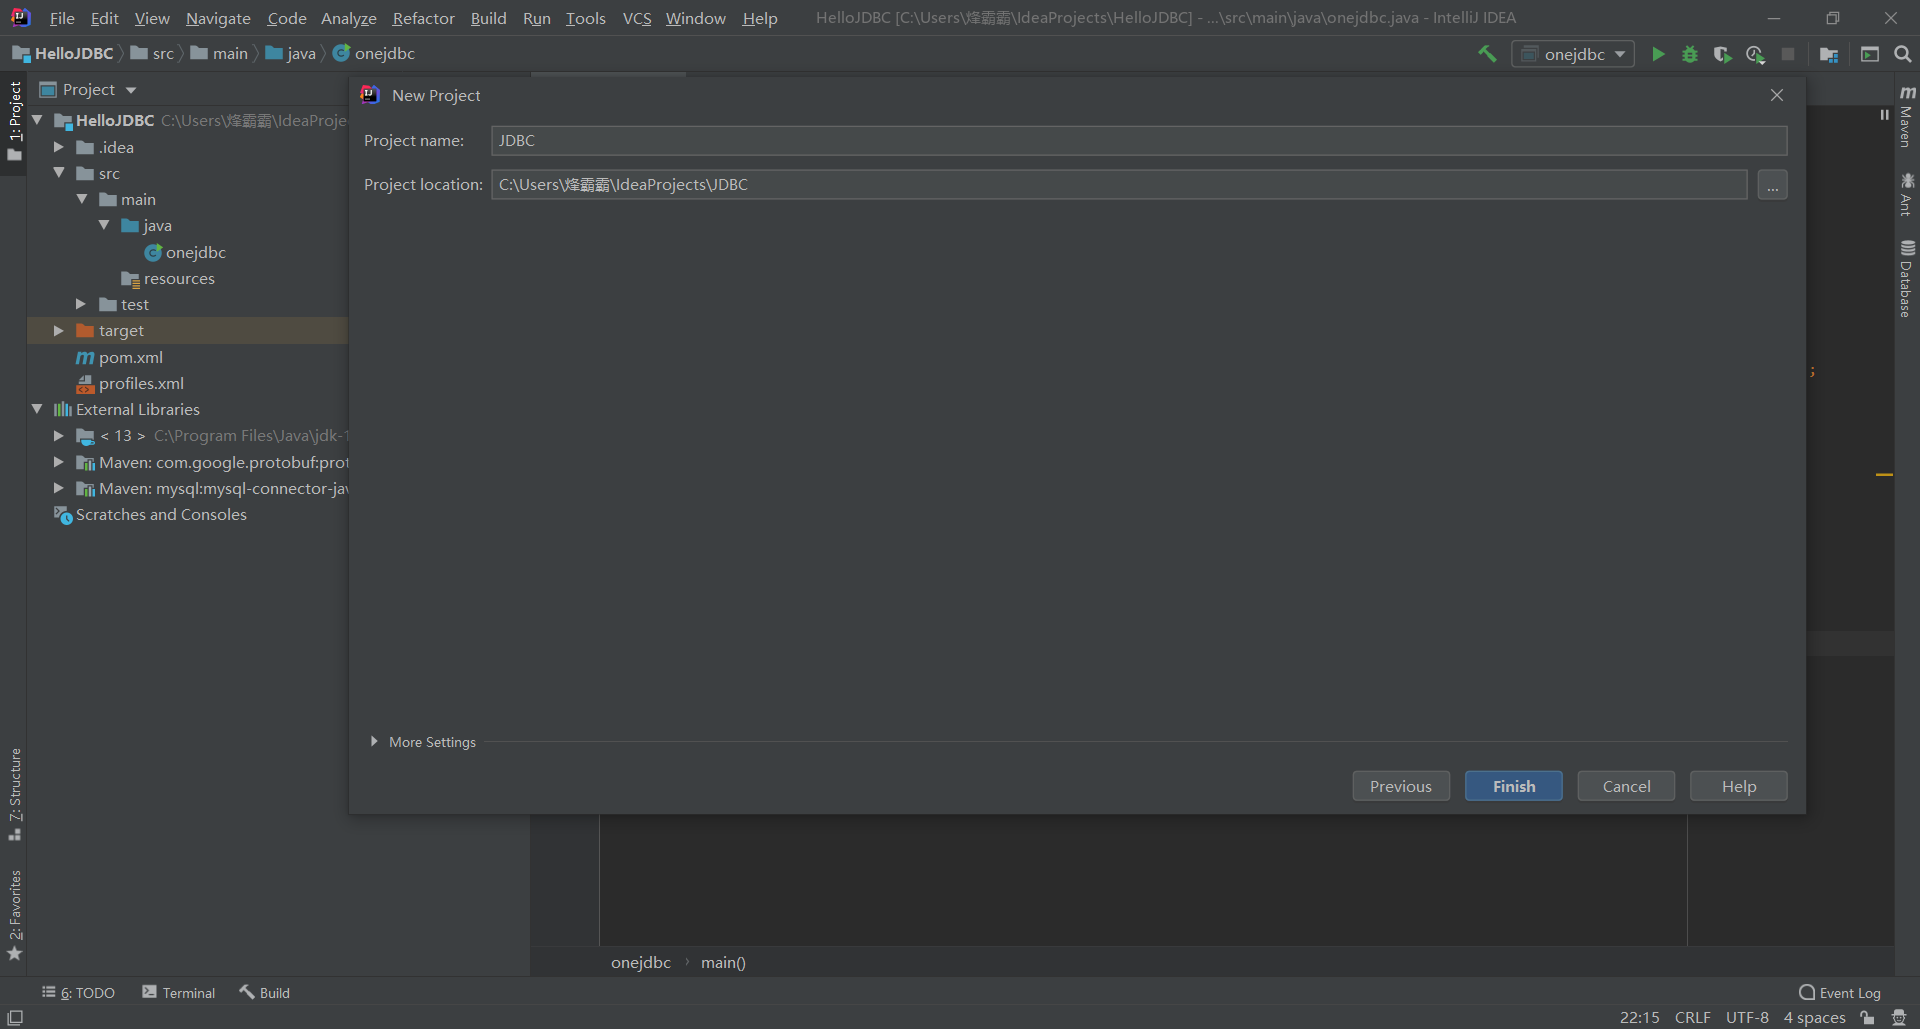 File Edit View Navigate Code Analyze Refactor Build Run Tools VCS Window Help HelloJDBC [C:\Users\烽霸霸\IdeaProjects\HelloJDBC] - ...\src\main\java\onejdbc.java - IntelliJ IDEA
HelloJDBC src main java onejdbc onejdbc
1: Project
Project
New Project
HelloJDBC C:\Users\烽霸霸\IdeaProje
.idea
src
main
java
onejdbc
resources
test
target
pom.xml
profiles.xml
External Libraries
< 13 > C:\Program Files\Java\jdk-1
Maven: com.google.protobuf:prot
Maven: mysql:mysql-connector-jav
Scratches and Consoles
Project name: JDBC
Project location: C:\Users\烽霸霸\IdeaProjects\JDBC ...
More Settings
Previous Finish Cancel Help
;
Maven
Ant
Database
7: Structure
2: Favorites
onejdbc › main()
6: TODO Terminal Build Event Log
22:15 CRLF UTF-8 4 spaces